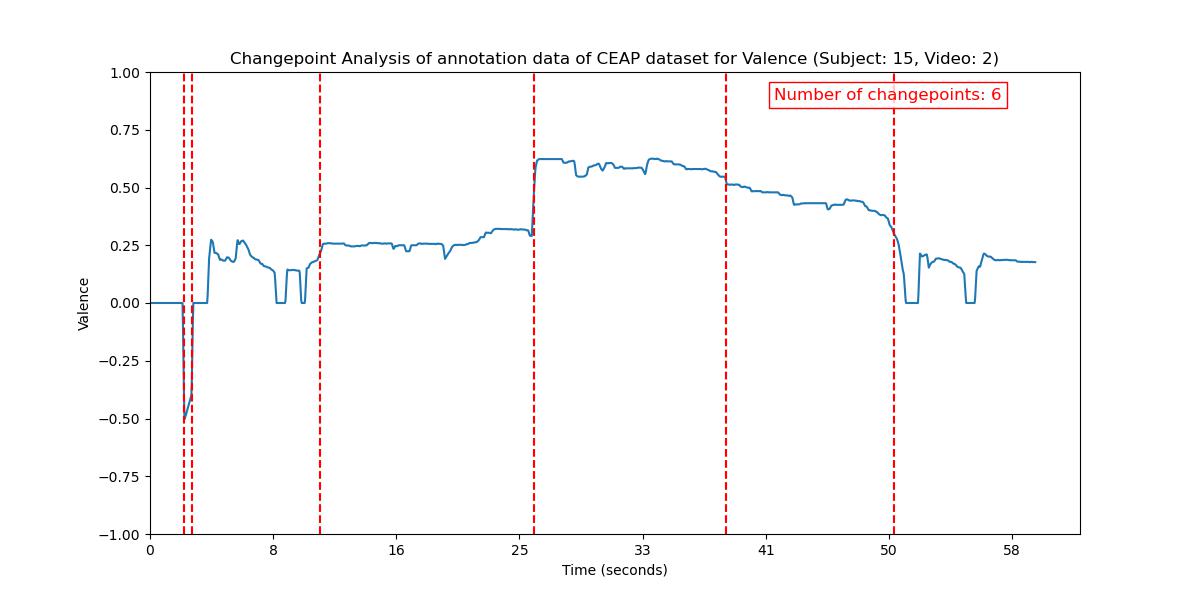 Changepoint Analysis of annotation data of CEAP dataset for Valence (Subject: 15, Video: 2)
Number of changepoints: 6
1.00
0.75
0.50
0.25
0.00
−0.25
−0.50
−0.75
−1.00
Valence
0 8 16 25 33 41 50 58
Time (seconds)